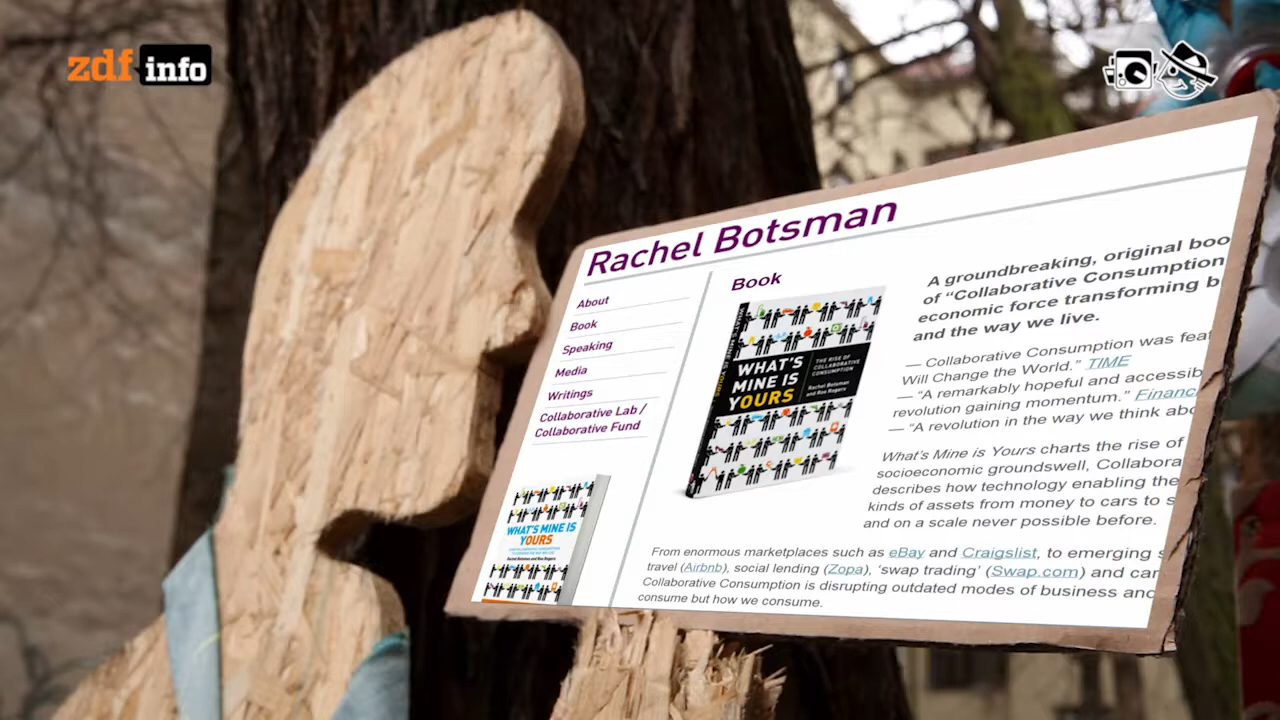 zdf info
Rachel Botsman
About
Book
Speaking
Media
Writings
Collaborative Lab /
Collaborative Fund
WHAT'S MINE IS
YOURS
Rachel Botsman and Roo Rogers
Book
WHAT'S
MINE IS
YOURS
THE RISE OF
COLLABORATIVE
CONSUMPTION
Rachel Botsman
and Roo Rogers
A groundbreaking, original boo
of “Collaborative Consumption
economic force transforming b
and the way we live.
— Collaborative Consumption was feat
Will Change the World.” TIME
— “A remarkably hopeful and accessib
revolution gaining momentum.” Financ
— “A revolution in the way we think abo
What's Mine is Yours charts the rise of
socioeconomic groundswell, Collabora
describes how technology enabling the
kinds of assets from money to cars to s
and on a scale never possible before.
From enormous marketplaces such as eBay and Craigslist, to emerging s
travel (Airbnb), social lending (Zopa), ‘swap trading’ (Swap.com) and car
Collaborative Consumption is disrupting outdated modes of business and
consume but how we consume.